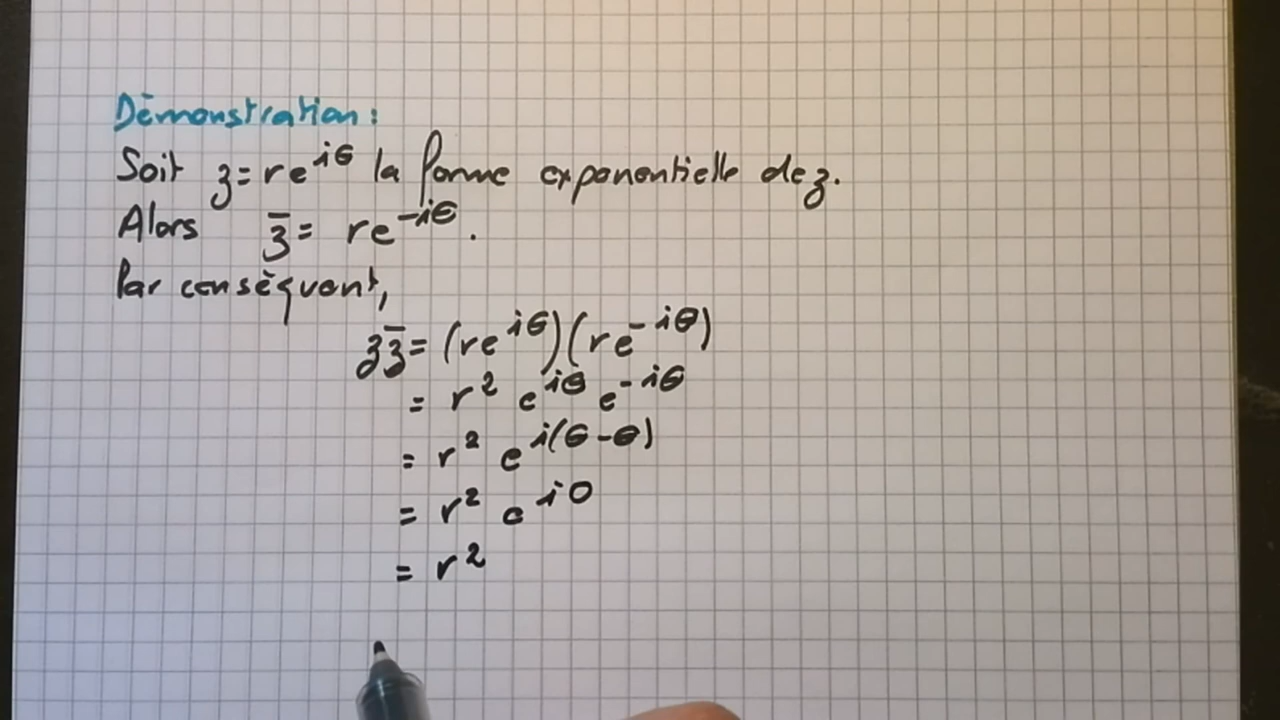 Démonstration :
Soit z = re^{iθ} la forme exponentielle de z.
Alors z̄ = re^{-iθ}.
Par conséquent,
zz̄ = (re^{iθ})(re^{-iθ})
= r² e^{iθ} e^{-iθ}
= r² e^{i(θ-θ)}
= r² e^{i0}
= r²